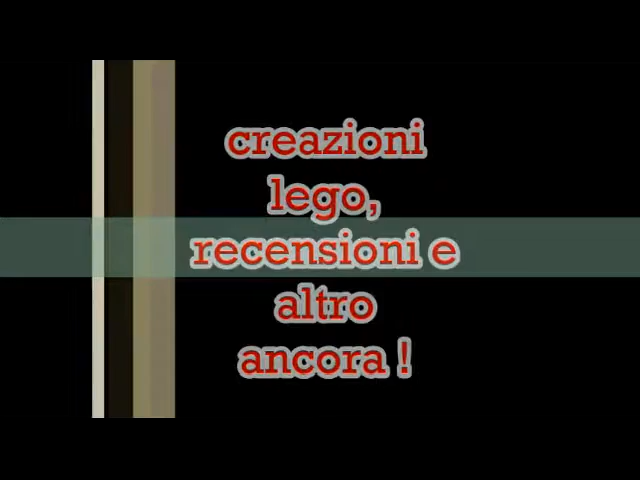 creazioni
lego,
recensioni e
altro
ancora !